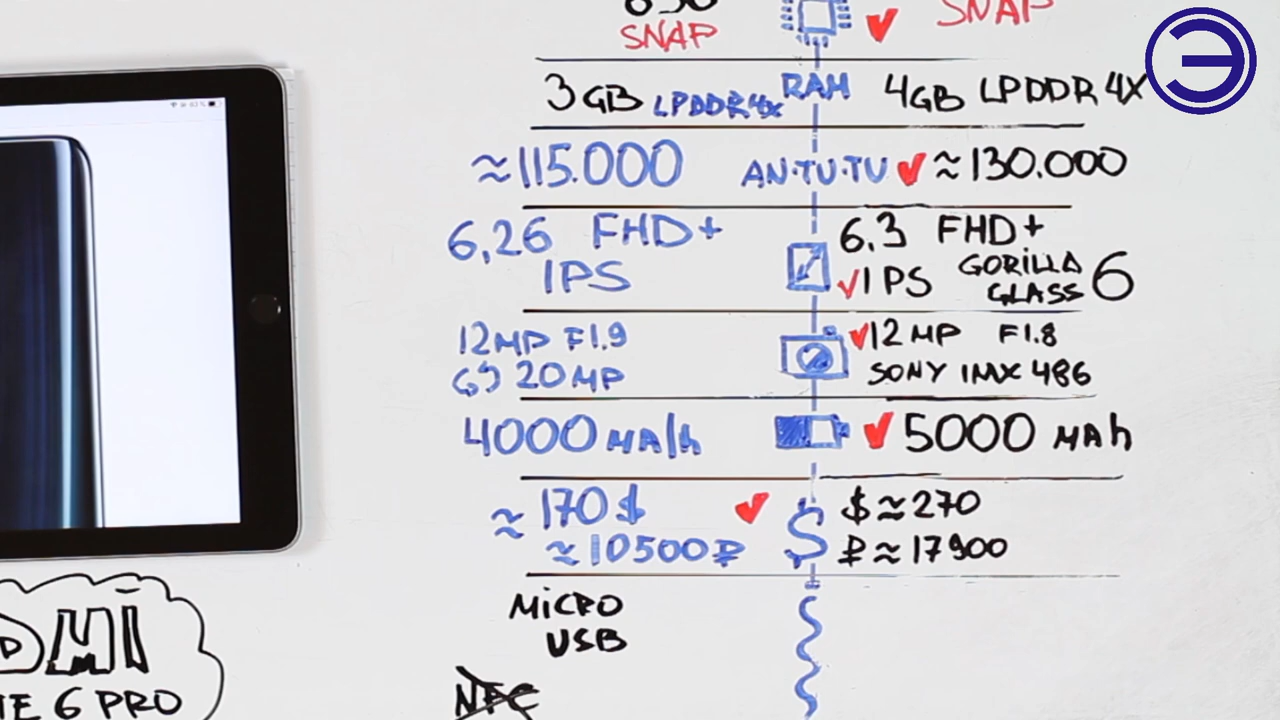 SNAP
SNAP
3GB LPDDR4x RAM 4GB LPDDR4X
≈115.000 AN·TU·TU ≈130.000
6,26 FHD+
IPS
6.3 FHD+
IPS GORILLA GLASS 6
12MP F1.9
20MP
12MP F1.8
SONY IMX 486
4000 MA/h 5000 MAh
≈170$
≈10500₽
$ $≈270
₽≈17900
MICRO
USB
NFC
DMI
6 PRO
Э